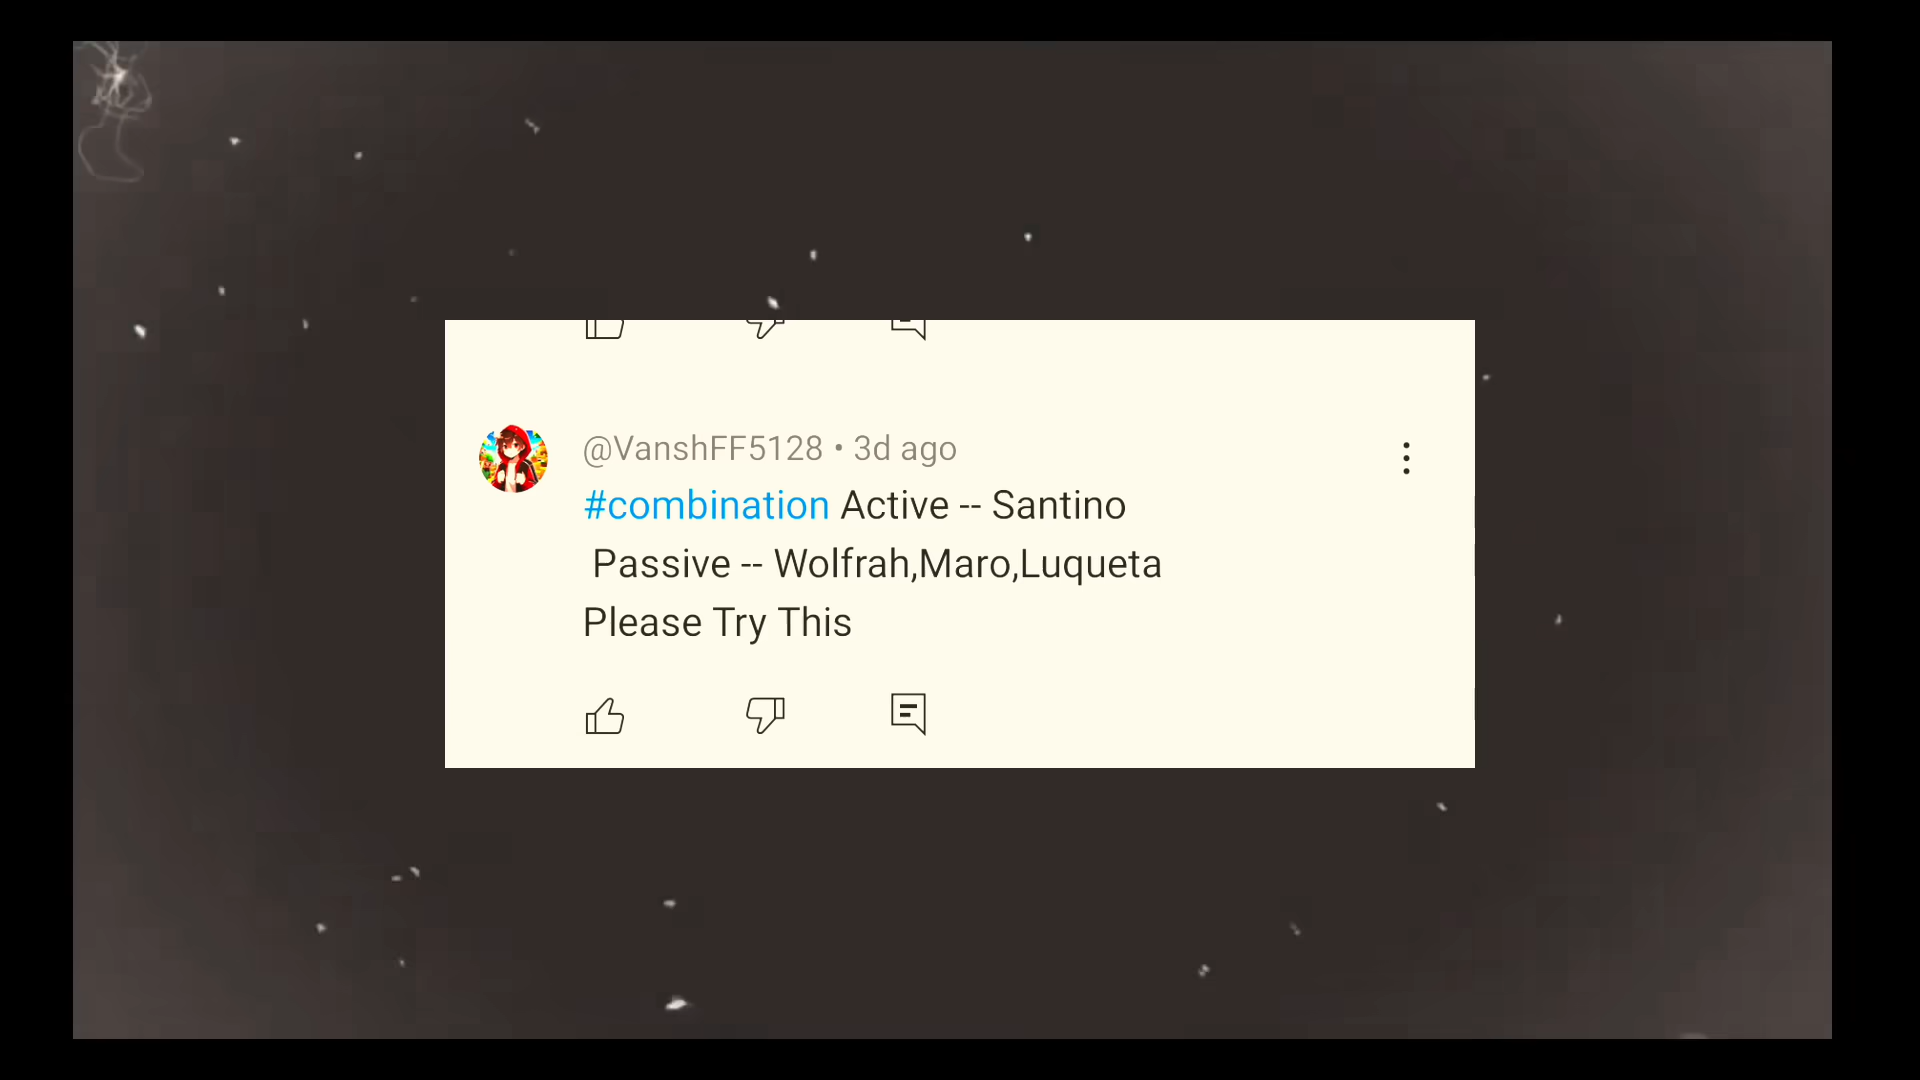 @VanshFF5128 • 3d ago
#combination Active -- Santino
Passive -- Wolfrah,Maro,Luqueta
Please Try This